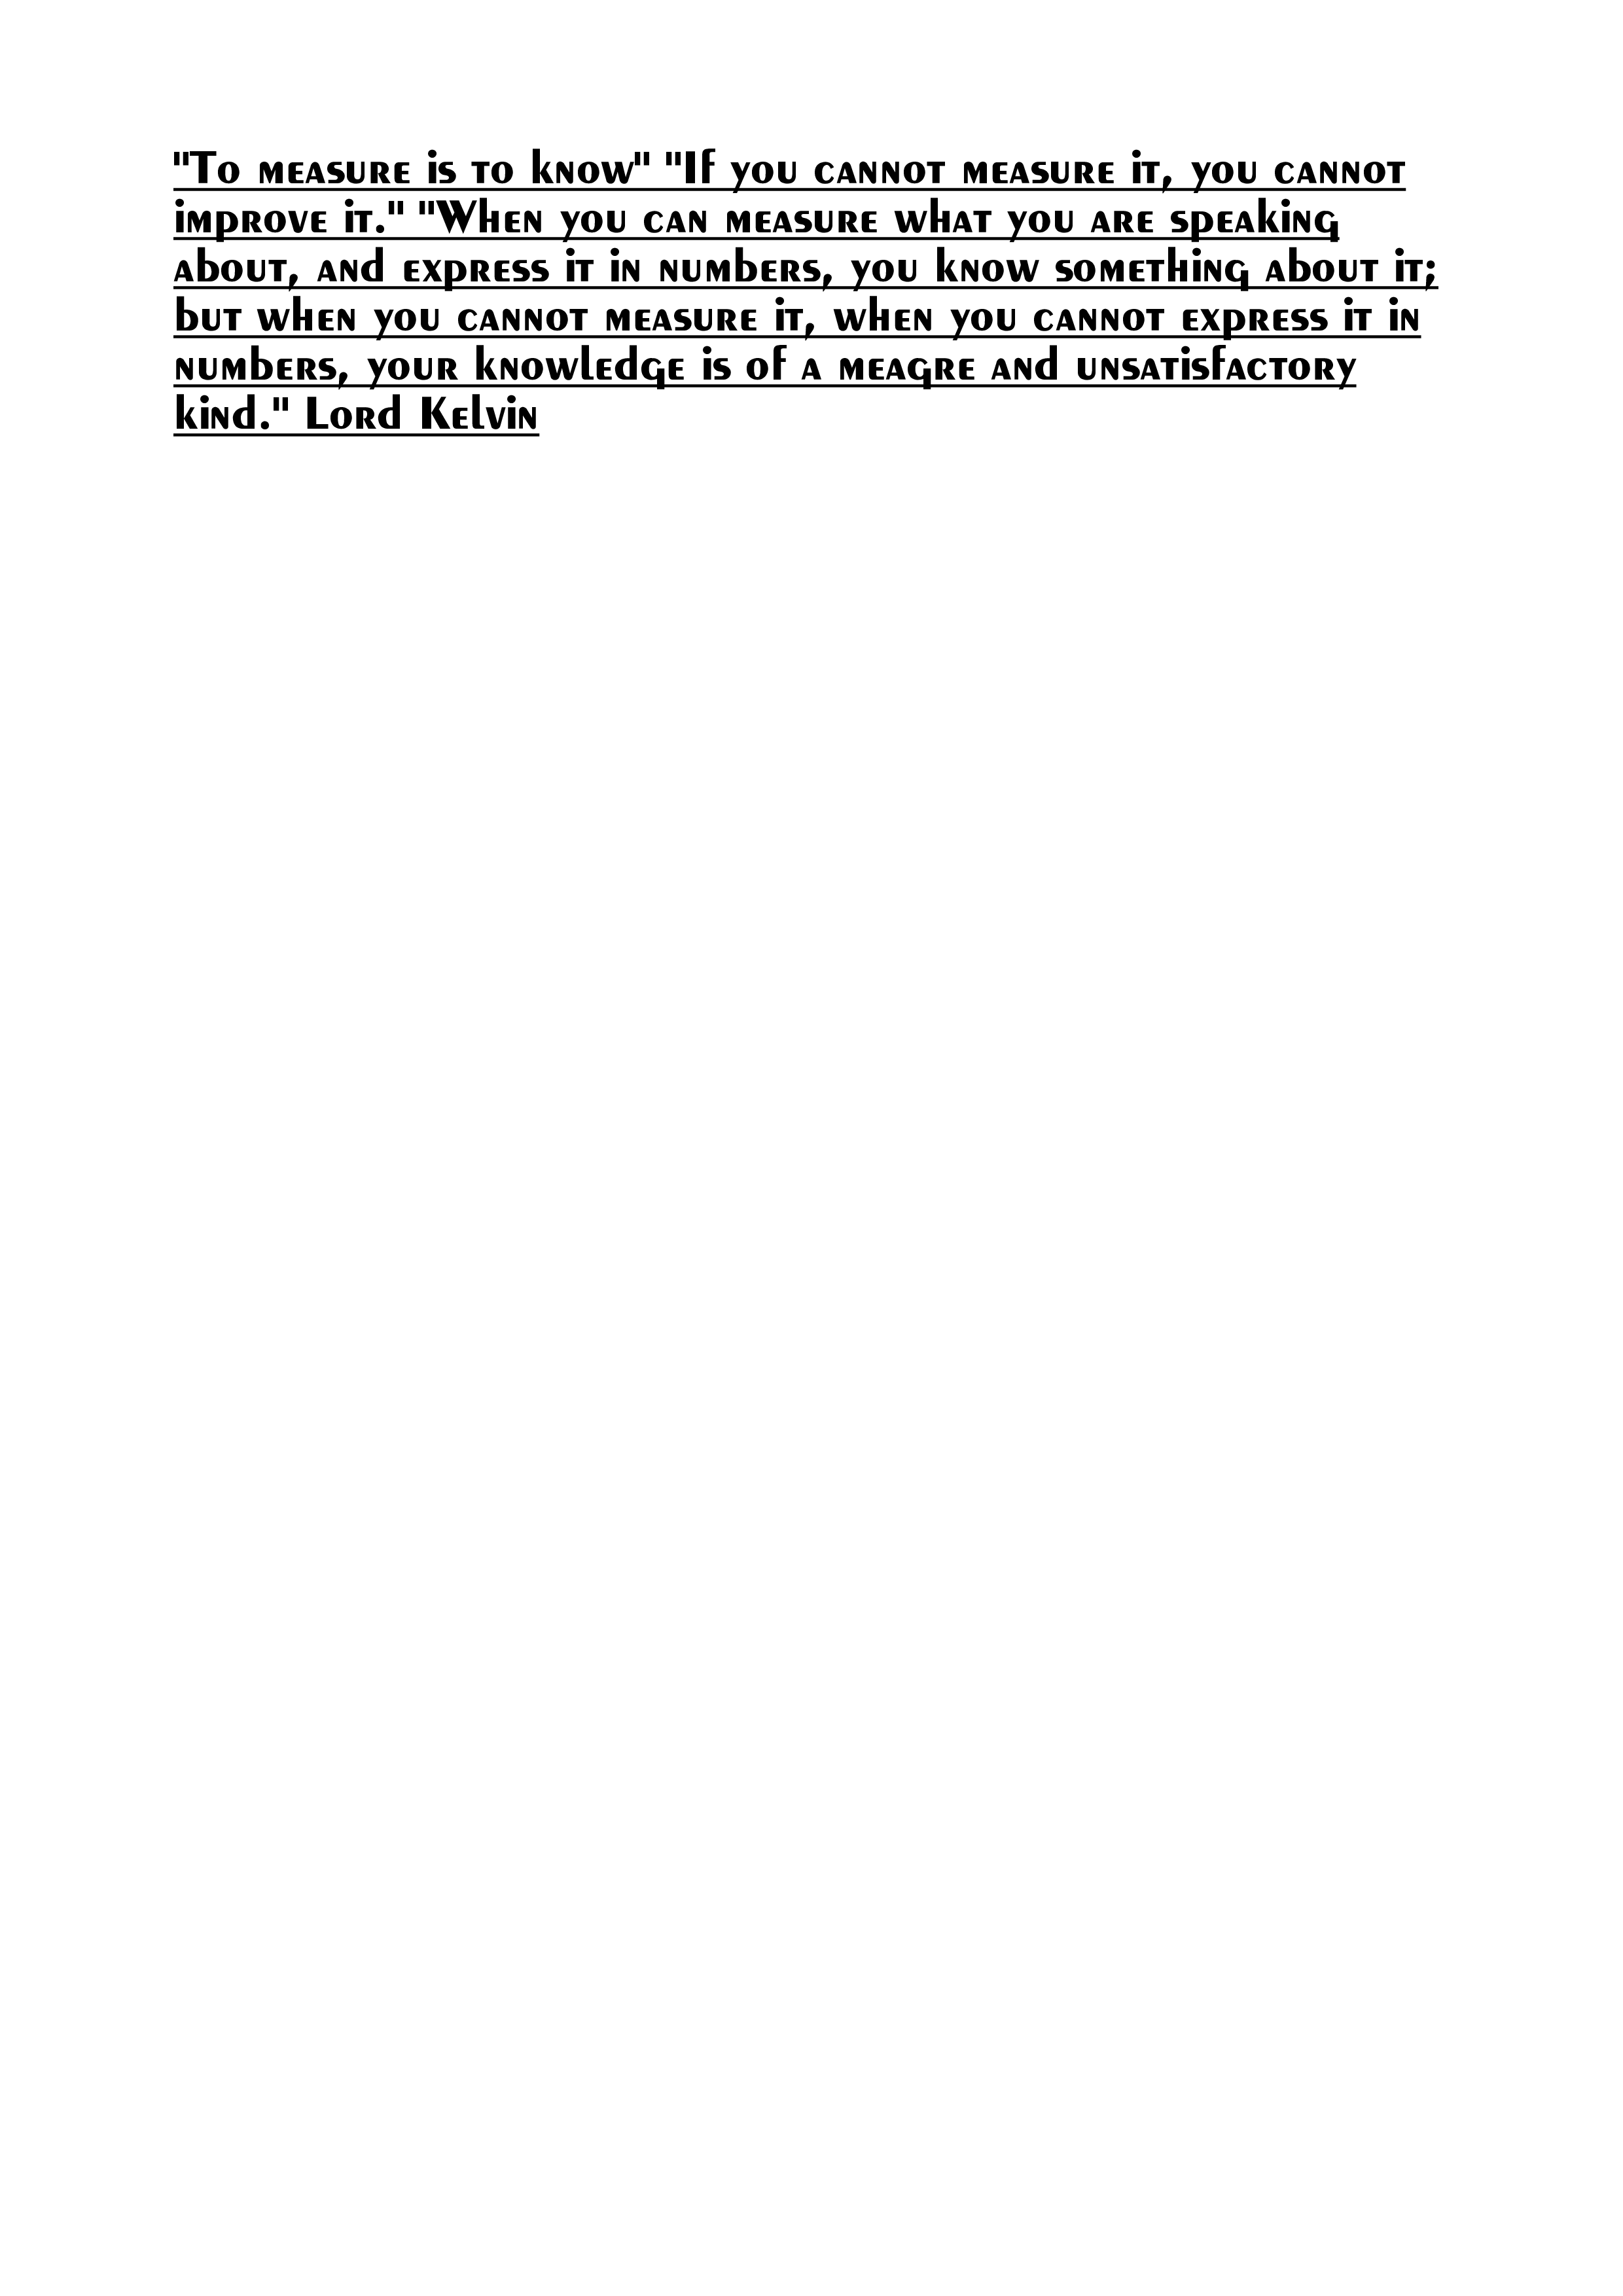 "To measure is to know" "If you cannot measure it, you cannot
improve it." "When you can measure what you are speaking
about, and express it in numbers, you know something about it;
but when you cannot measure it, when you cannot express it in
numbers, your knowledge is of a meagre and unsatisfactory
kind." Lord Kelvin